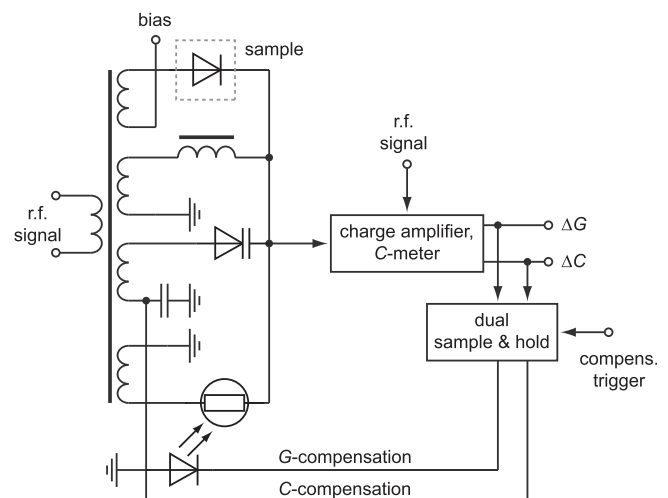 bias
sample
r.f.
signal
r.f.
signal
charge amplifier,
C-meter
ΔG
ΔC
dual
sample & hold
compens.
trigger
G-compensation
C-compensation